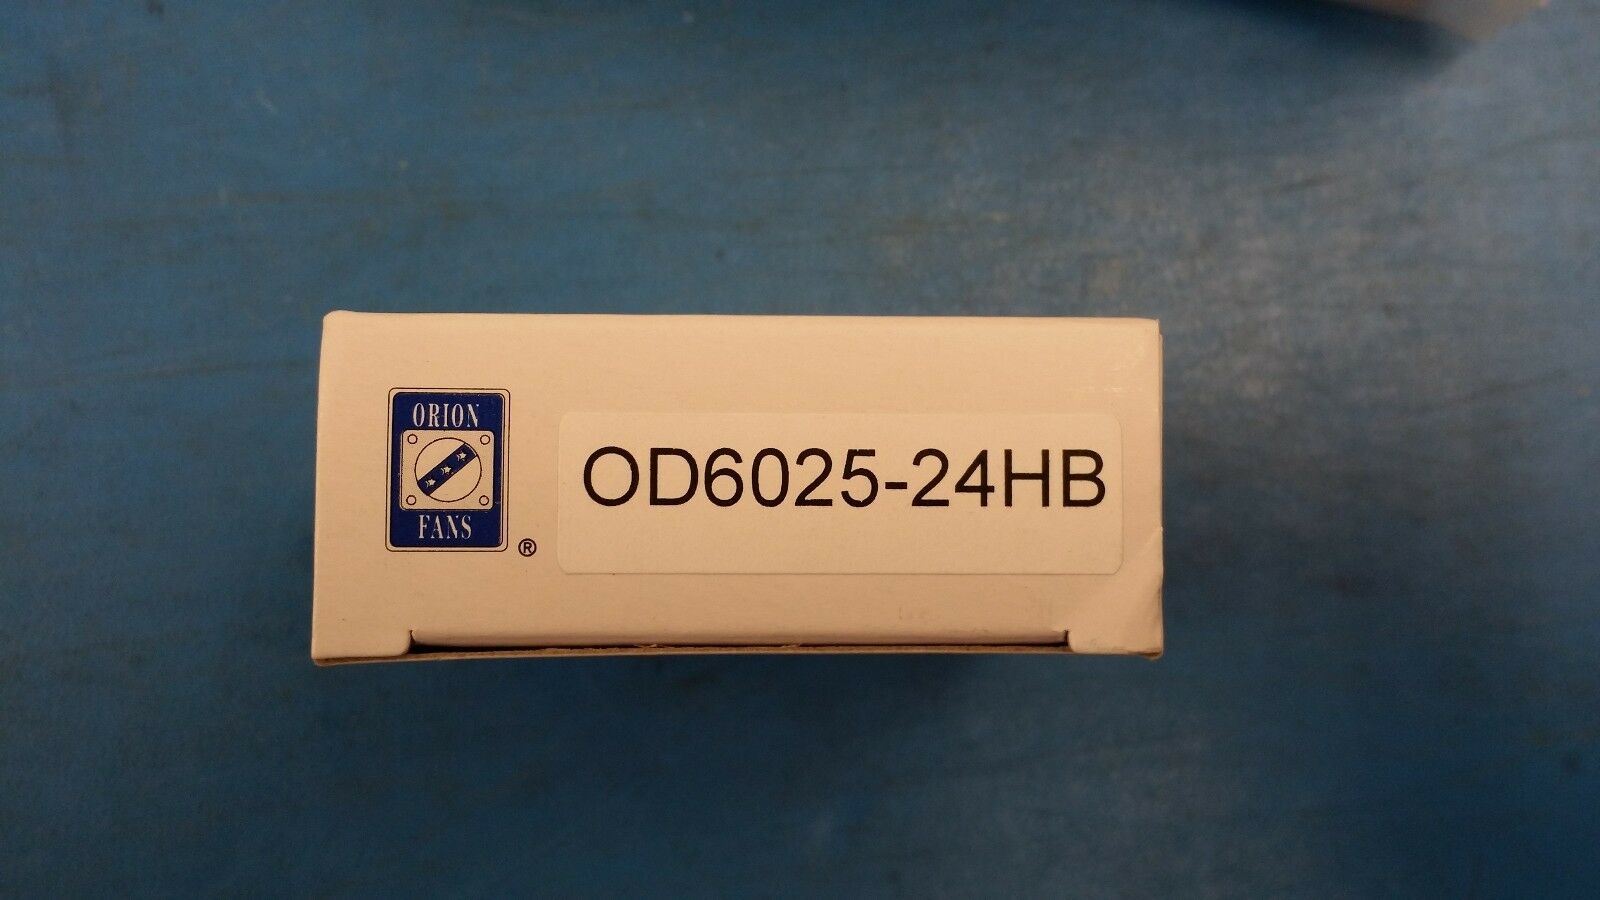 ORION
FANS
®
OD6025-24HB